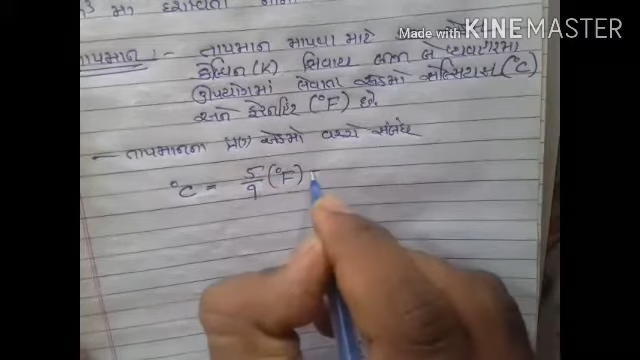 Made with KINEMASTER
તાપમાન :- તાપમાન માપવા માટે
કેલ્વિન (K) સિવાય અન્ય બે વ્યવહારમાં
ઉપયોગમાં લેવાતા એકમો સેલ્સિયસ (°C)
અને ફેરનહિટ (°F) છે.
– તાપમાનના ત્રણ એકમો વચ્ચે સંબંધ
°C = 5/9 (°F)